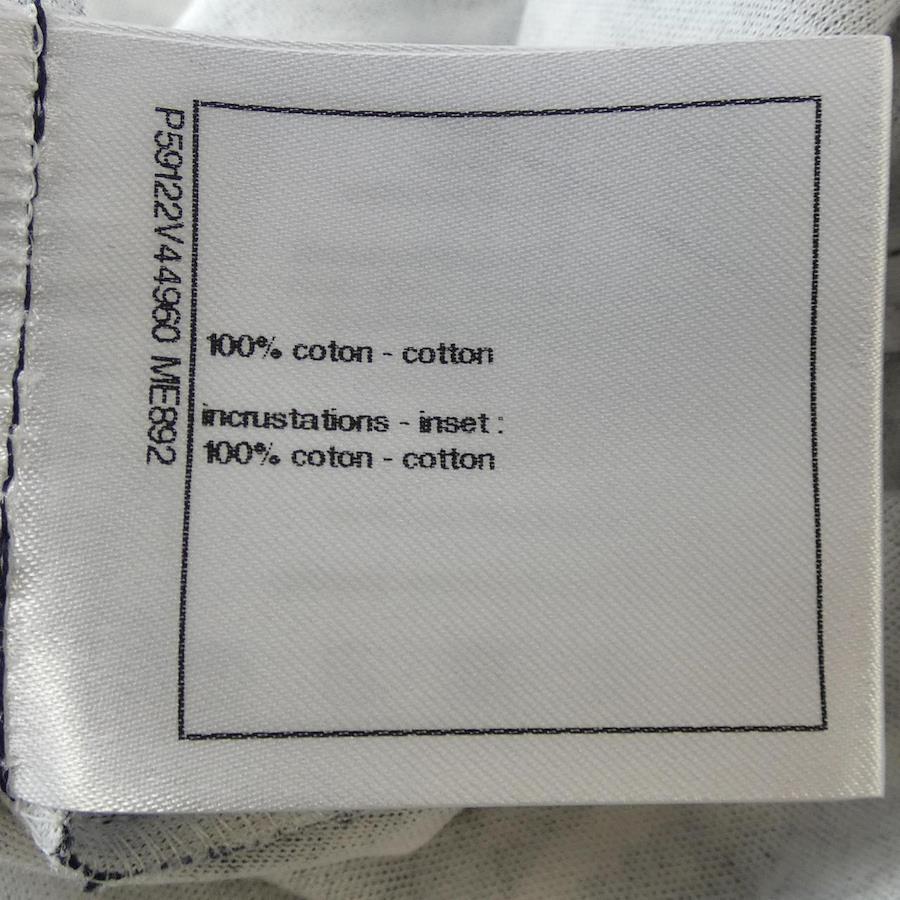 P59122V44960 ME892
100% coton - cotton
incrustations - inset :
100% coton - cotton